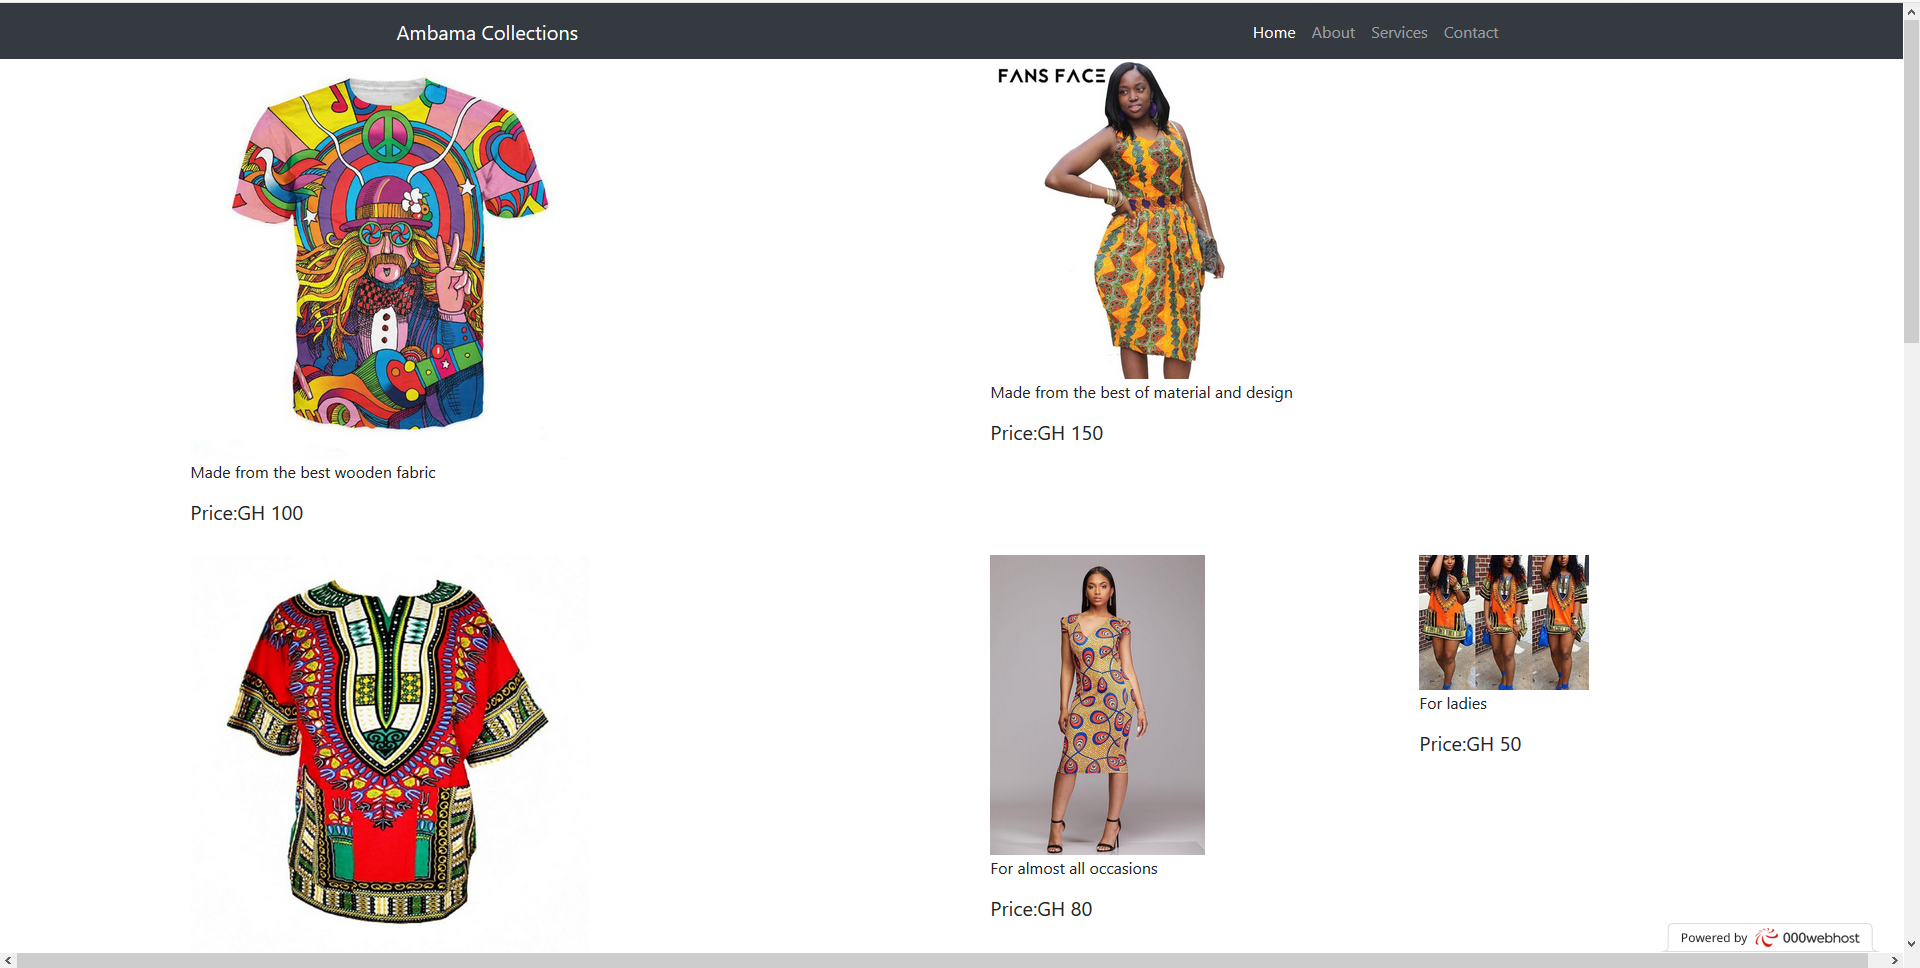 Ambama Collections
Home About Services Contact
FANS FACE
Made from the best of material and design
Price:GH 150
Made from the best wooden fabric
Price:GH 100
For ladies
Price:GH 50
For almost all occasions
Price:GH 80
Powered by 000webhost